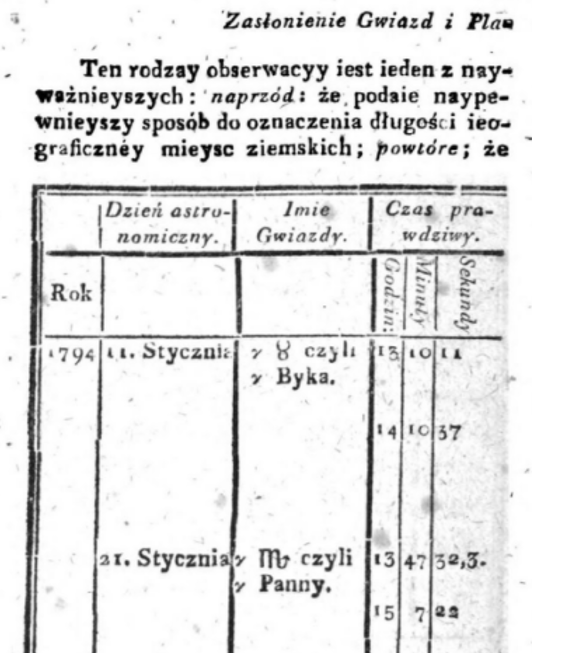 Zasłonienie Gwiazd i Plan
Ten rodzay obserwacyy iest ieden z nay-
ważnieyszych: naprzód: że podaie naype-
wnieyszy sposób do oznaczenia długości ieo-
graficznéy mieysc ziemskich; powtóre; że
Dzień astro- Imie Czas pra-
nomiczny. Gwiazdy. wdziwy.
Rok Godzin: Minuty Sekundy
1794 11. Stycznia γ ♉ czyli 13 10 11
γ Byka.
14 10 37
21. Stycznia γ ♍ czyli 13 47 32,3.
γ Panny.
15 7 22